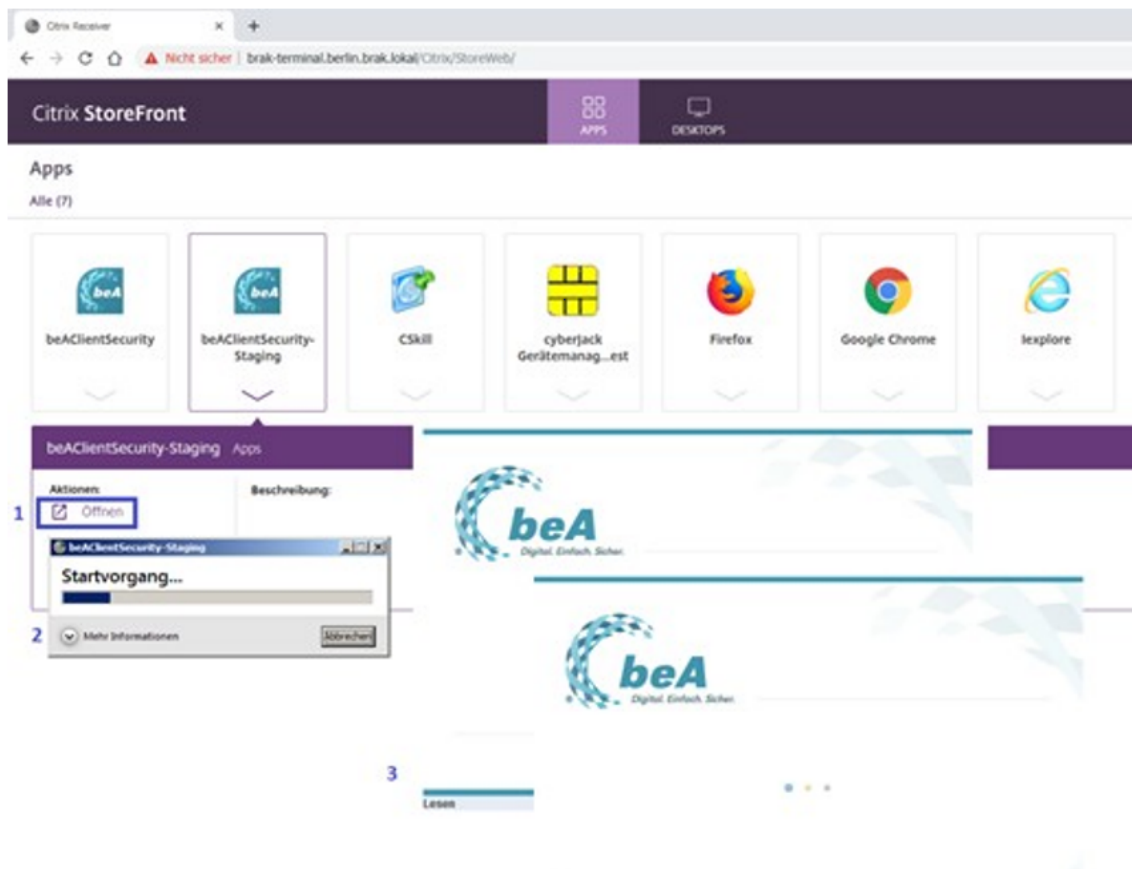 Citrix Receiver
Nicht sicher | brak-terminal.berlin.brak.lokal/Citrix/StoreWeb/
Citrix StoreFront
APPS
DESKTOPS
Apps
Alle (7)
beA
beA
beAClientSecurity
beAClientSecurity-
Staging
CSkill
cyberJack
Gerätemanag...est
Firefox
Google Chrome
Iexplore
beAClientSecurity-Staging Apps
Aktionen:
Beschreibung:
1
Öffnen
beA
Digital. Einfach. Sicher.
beAClientSecurity-Staging
Startvorgang...
2
Mehr Informationen
Abbrechen
beA
Digital. Einfach. Sicher.
3
Lesen